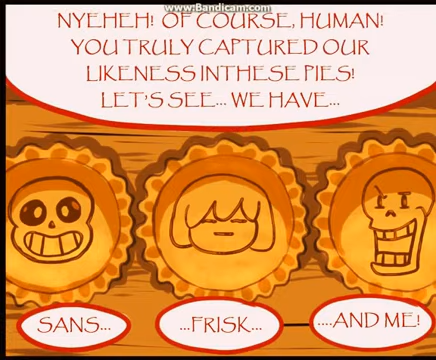 www.Bandicam.com
NYEHEH! OF COURSE, HUMAN!
YOU TRULY CAPTURED OUR
LIKENESS INTHESE PIES!
LET'S SEE... WE HAVE...
SANS...
...FRISK...
....AND ME!